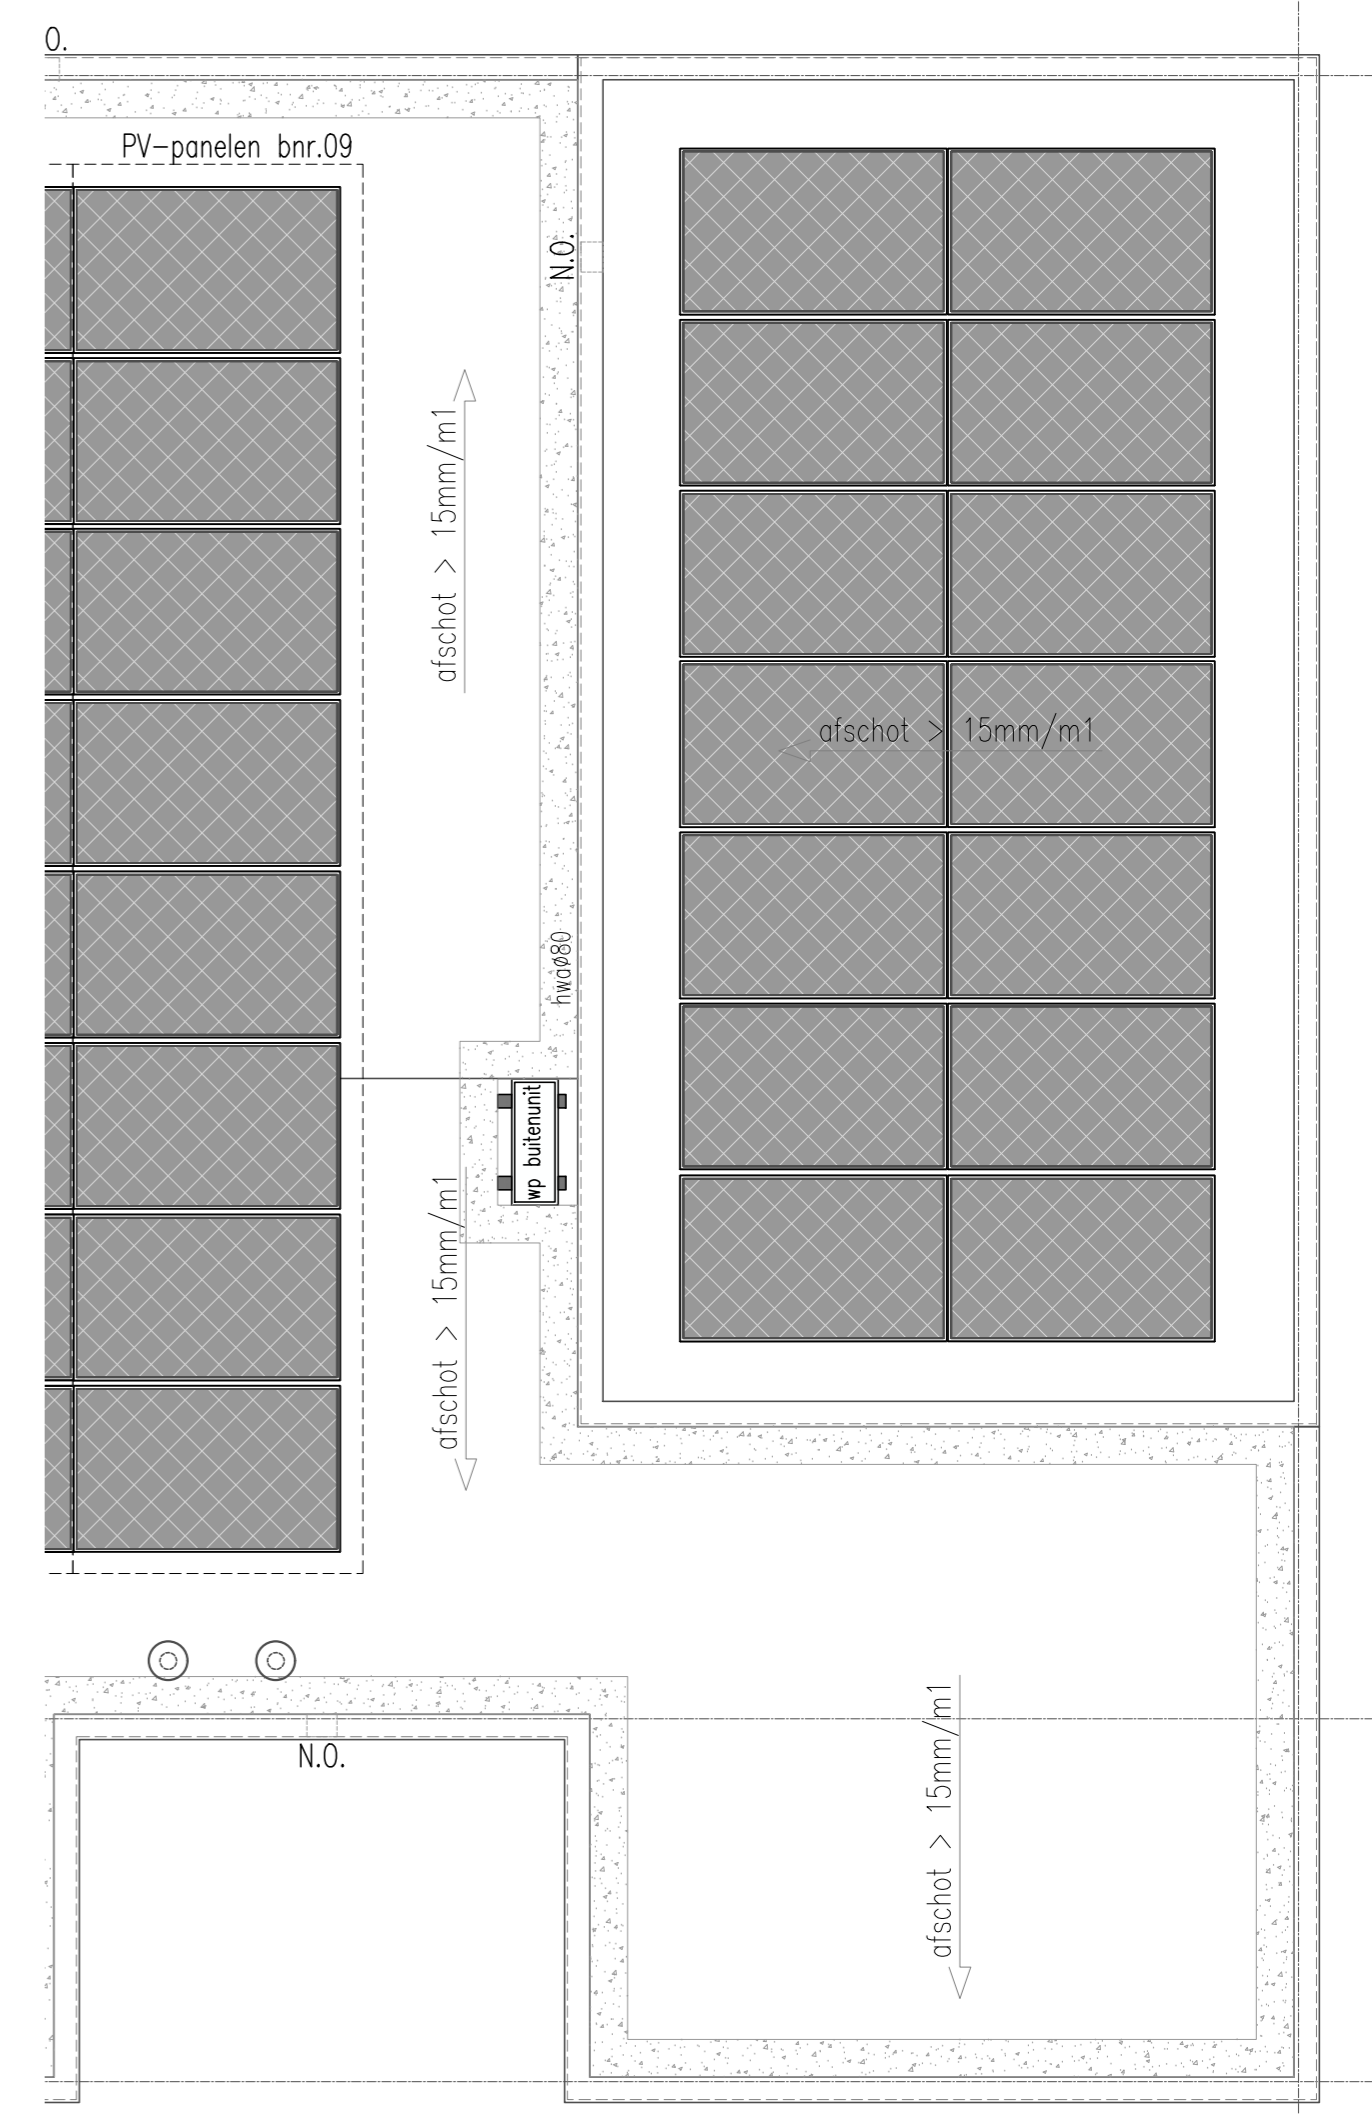 O.
PV-panelen bnr.09
N.O.
afschot > 15mm/m1
afschot > 15mm/m1
hwaø80
wp buitenunit
afschot > 15mm/m1
N.O.
afschot > 15mm/m1